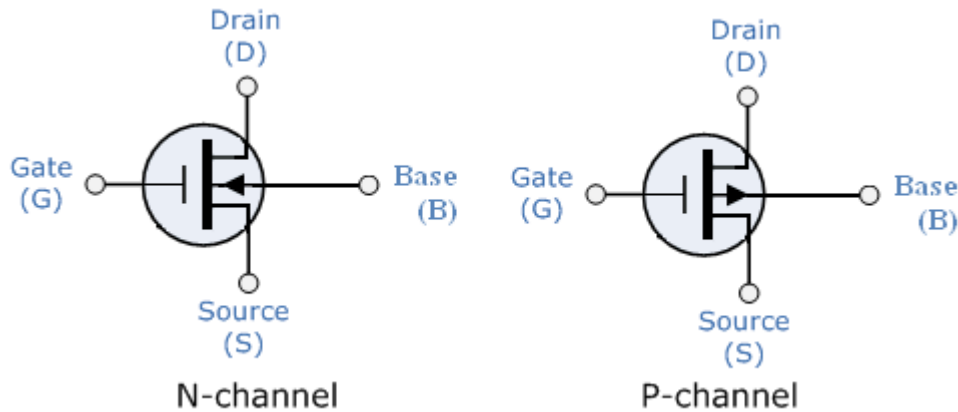 Drain
(D)
Gate
(G)
Base
(B)
Source
(S)
N-channel
Drain
(D)
Gate
(G)
Base
(B)
Source
(S)
P-channel